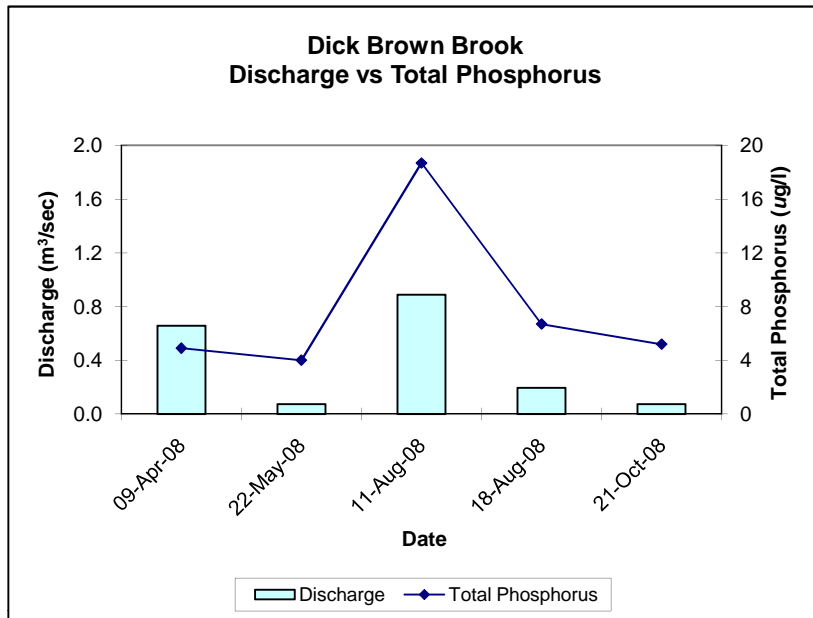 Dick Brown Brook
Discharge vs Total Phosphorus
Discharge (m³/sec)
2.0
1.6
1.2
0.8
0.4
0.0
Total Phosphorus (ug/l)
20
16
12
8
4
0
09-Apr-08
22-May-08
11-Aug-08
18-Aug-08
21-Oct-08
Date
Discharge
Total Phosphorus